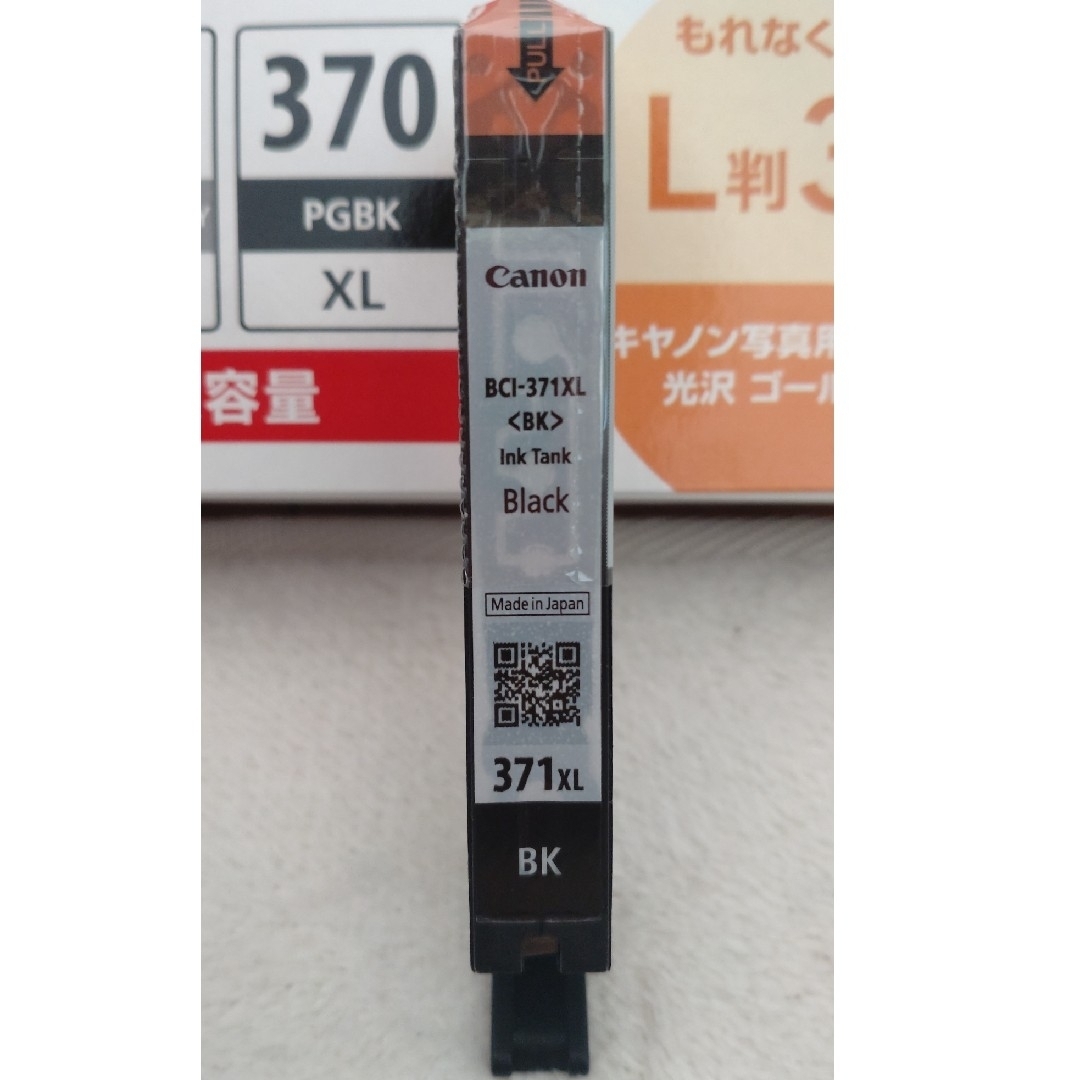 370
PGBK
XL
容量
もれなく
L判3
キヤノン写真用
光沢 ゴール
PULL
Canon
BCI-371XL
<BK>
Ink Tank
Black
Made in Japan
371XL
BK